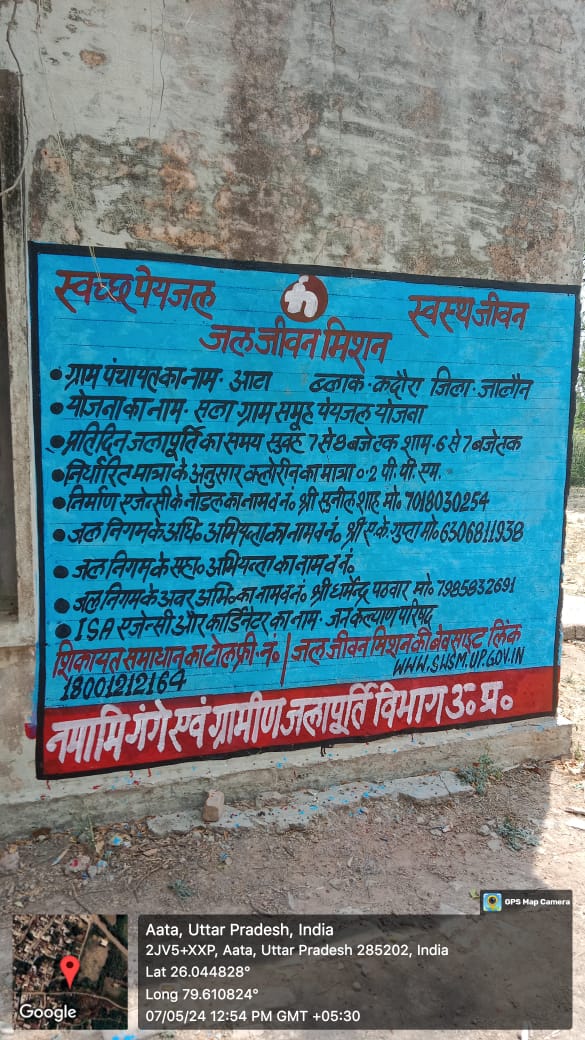 स्वच्छ पेयजल
स्वस्थ जीवन
जल जीवन मिशन
• ग्राम पंचायत का नाम - आटा ब्लाक - कदौरा जिला - जालौन
• योजना का नाम - सला ग्राम समूह पेयजल योजना
• प्रतिदिन जलापूर्ति का समय सुबह 7 से 8 बजे तक शाम - 6 से 7 बजे तक
• निर्धारित मात्रा के अनुसार क्लोरीन का मात्रा 0.2 पी. पी. एम.
• निर्माण एजेन्सी के नोडल का नाम व नं. श्री सुनील शाह मो. 7018030254
• जल निगम के अधि. अभियन्ता का नाम व नं. श्री ए.के. गुप्ता मो. 6306811938
• जल निगम के सहा. अभियन्ता का नाम व नं.
• जल निगम के अवर अभि. का नाम व नं. श्री धर्मेन्द्र पठवार मो. 7985832691
• ISA एजेन्सी और कार्डिनेटर का नाम - जन कल्याण परिषद
शिकायत समाधान का टोल फ्री. नं. / जल जीवन मिशन की बेवसाइट लिंक
18001212164 WWW.SWSM.UP.GOV.IN
नमामि गंगे एवं ग्रामीण जलापूर्ति विभाग उ. प्र.
GPS Map Camera
Aata, Uttar Pradesh, India
2JV5+XXP, Aata, Uttar Pradesh 285202, India
Lat 26.044828°
Long 79.610824°
07/05/24 12:54 PM GMT +05:30
Google